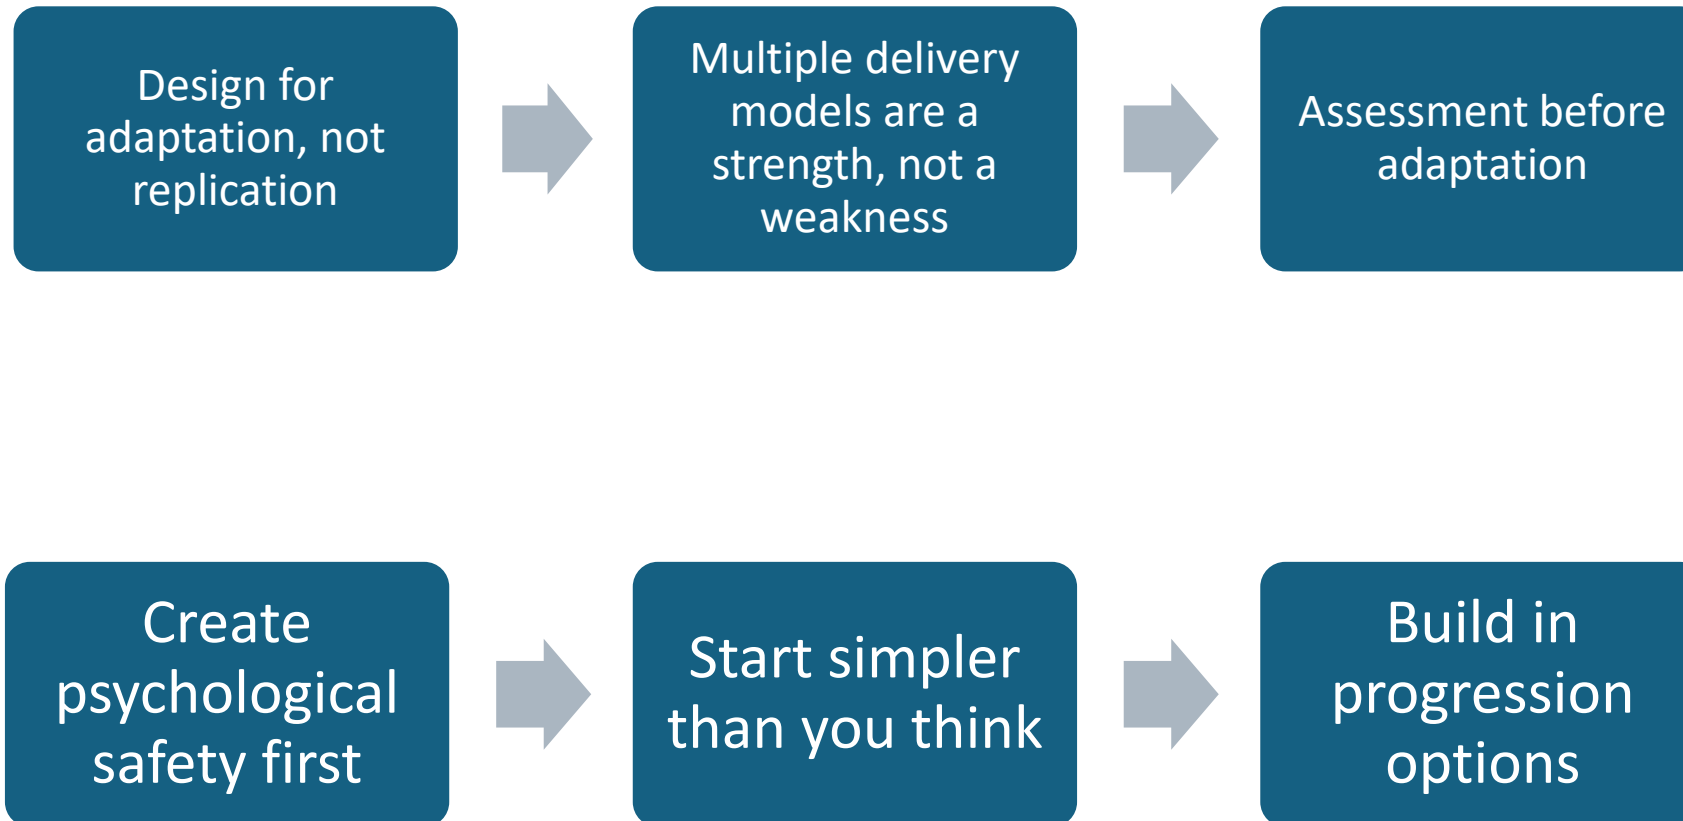 Design for
adaptation, not
replication
Multiple delivery
models are a
strength, not a
weakness
Assessment before
adaptation
Create
psychological
safety first
Start simpler
than you think
Build in
progression
options